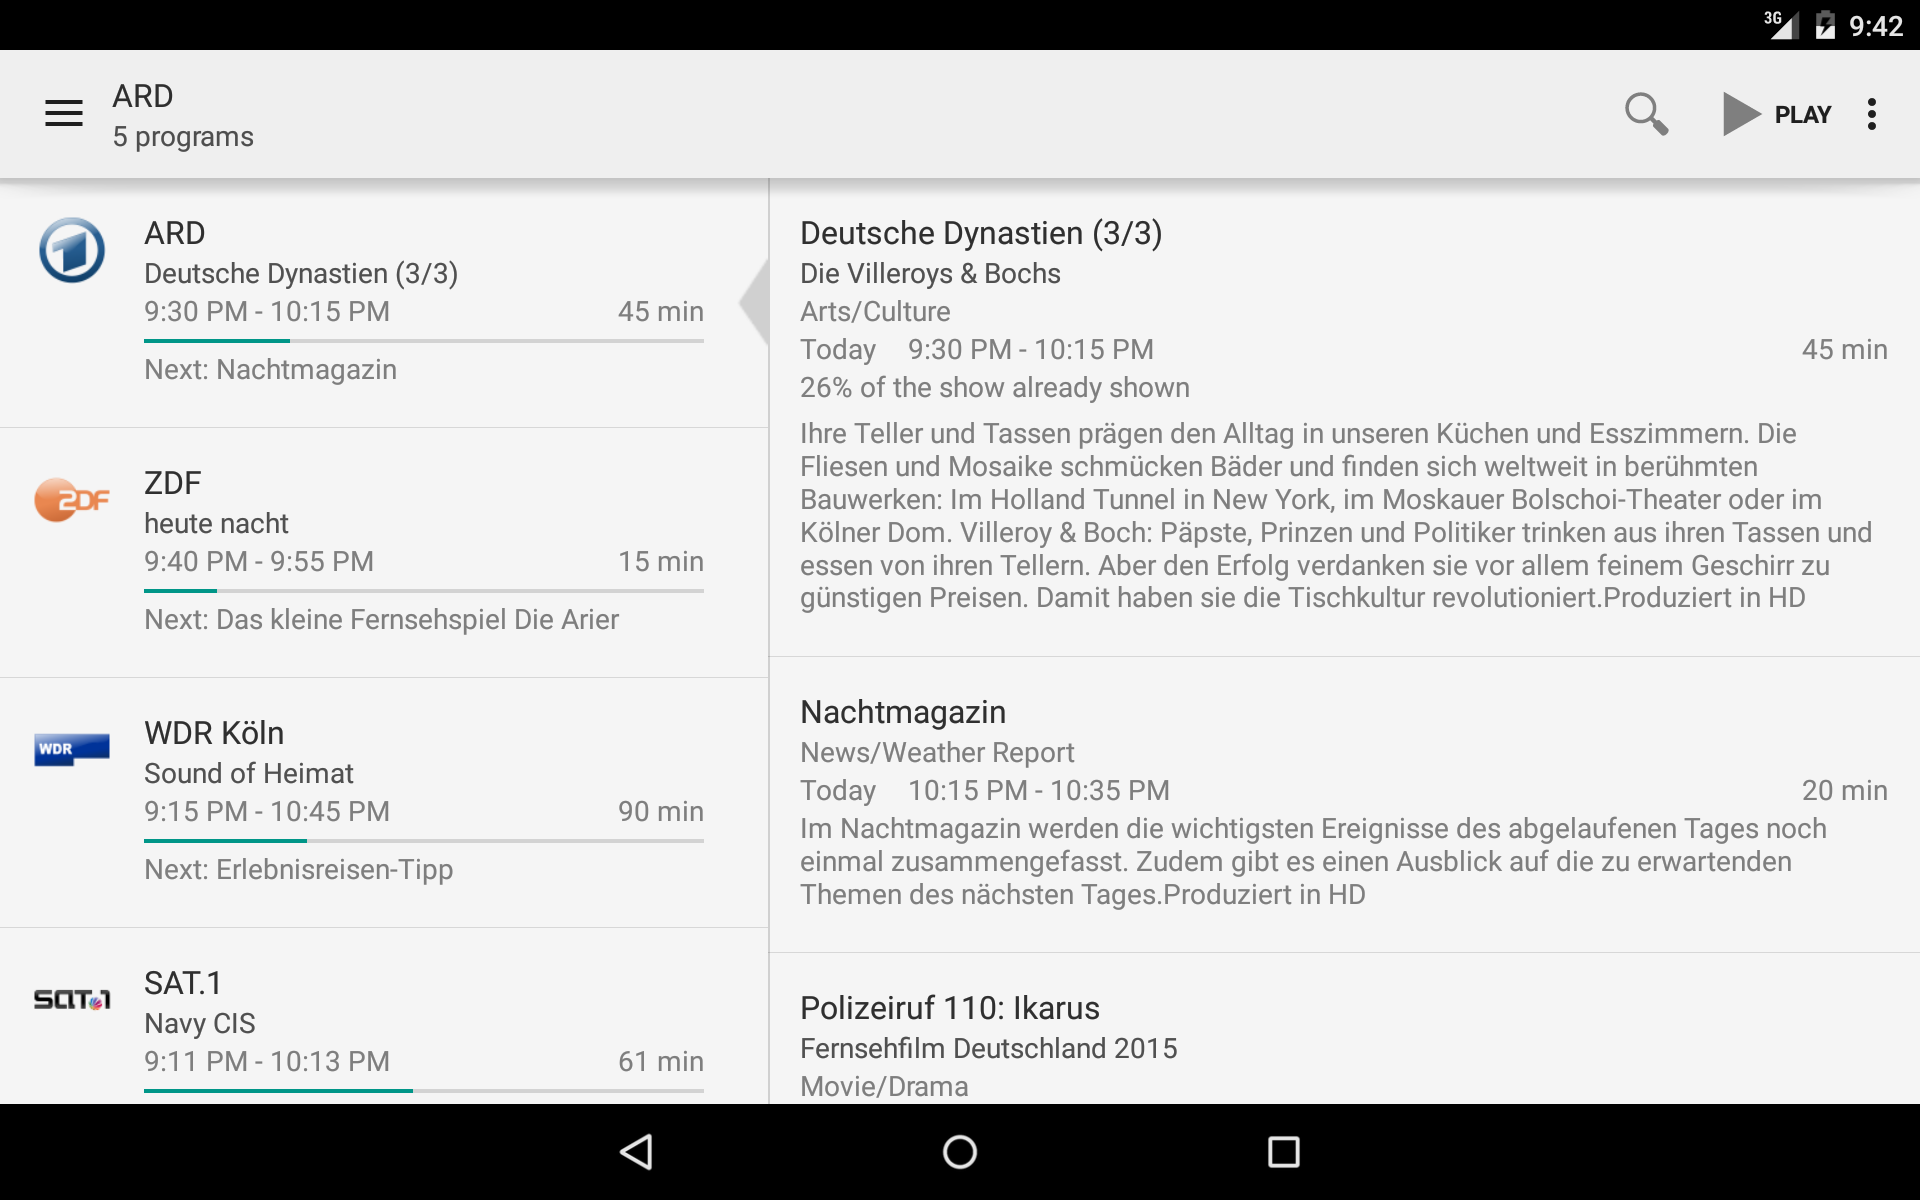 3G 9:42
ARD
5 programs
PLAY
ARD
Deutsche Dynastien (3/3)
9:30 PM - 10:15 PM 45 min
Next: Nachtmagazin
ZDF
ZDF
heute nacht
9:40 PM - 9:55 PM 15 min
Next: Das kleine Fernsehspiel Die Arier
WDR
WDR Köln
Sound of Heimat
9:15 PM - 10:45 PM 90 min
Next: Erlebnisreisen-Tipp
SAT.1
SAT.1
Navy CIS
9:11 PM - 10:13 PM 61 min
Deutsche Dynastien (3/3)
Die Villeroys & Bochs
Arts/Culture
Today 9:30 PM - 10:15 PM 45 min
26% of the show already shown
Ihre Teller und Tassen prägen den Alltag in unseren Küchen und Esszimmern. Die
Fliesen und Mosaike schmücken Bäder und finden sich weltweit in berühmten
Bauwerken: Im Holland Tunnel in New York, im Moskauer Bolschoi-Theater oder im
Kölner Dom. Villeroy & Boch: Päpste, Prinzen und Politiker trinken aus ihren Tassen und
essen von ihren Tellern. Aber den Erfolg verdanken sie vor allem feinem Geschirr zu
günstigen Preisen. Damit haben sie die Tischkultur revolutioniert.Produziert in HD
Nachtmagazin
News/Weather Report
Today 10:15 PM - 10:35 PM 20 min
Im Nachtmagazin werden die wichtigsten Ereignisse des abgelaufenen Tages noch
einmal zusammengefasst. Zudem gibt es einen Ausblick auf die zu erwartenden
Themen des nächsten Tages.Produziert in HD
Polizeiruf 110: Ikarus
Fernsehfilm Deutschland 2015
Movie/Drama